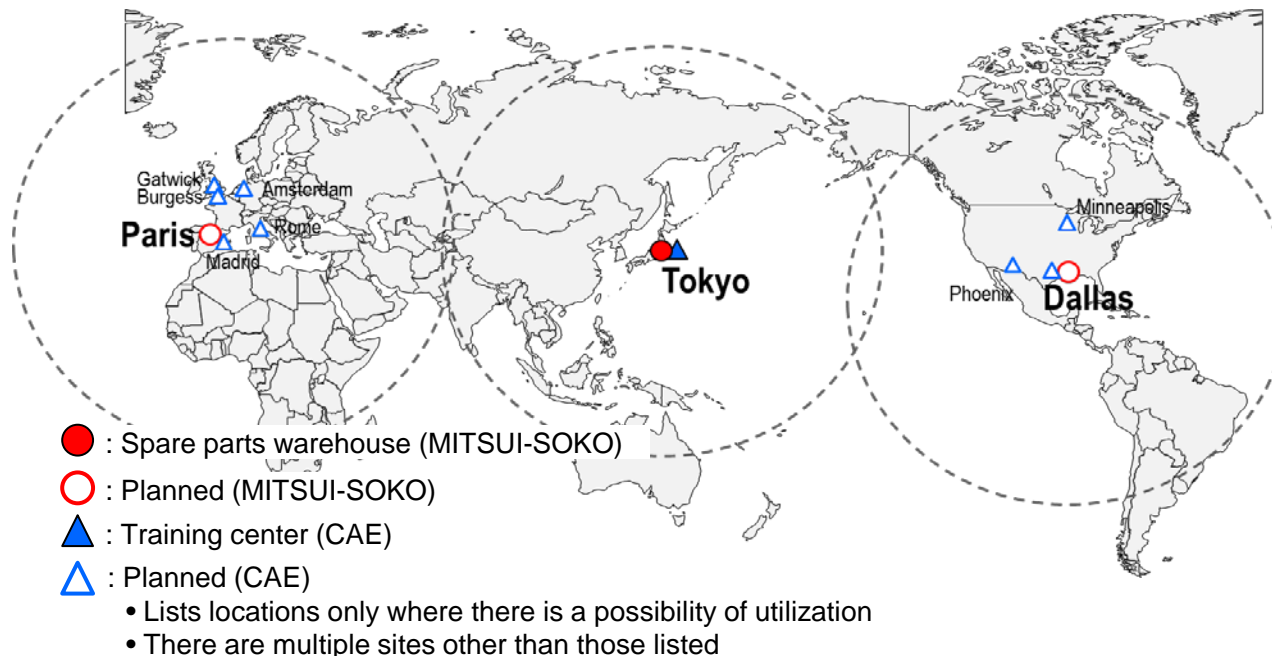 Gatwick
Burgess
Amsterdam
Paris
Rome
Madrid
Tokyo
Minneapolis
Phoenix
Dallas
: Spare parts warehouse (MITSUI-SOKO)
: Planned (MITSUI-SOKO)
: Training center (CAE)
: Planned (CAE)
• Lists locations only where there is a possibility of utilization
• There are multiple sites other than those listed